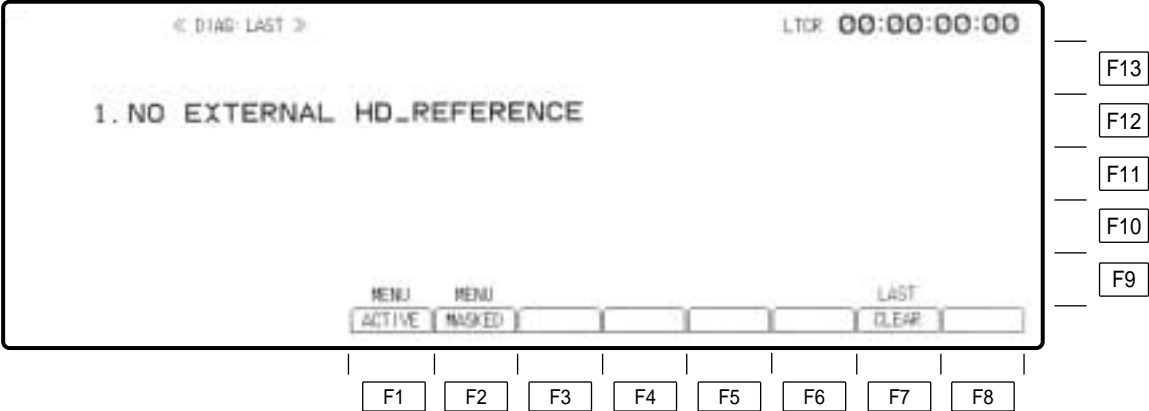 ≪ DIAG: LAST ≫ LTCR 00:00:00:00
F13
1. NO EXTERNAL HD_REFERENCE
F12
F11
F10
F9
MENU MENU LAST
ACTIVE MASKED CLEAR
F1 F2 F3 F4 F5 F6 F7 F8